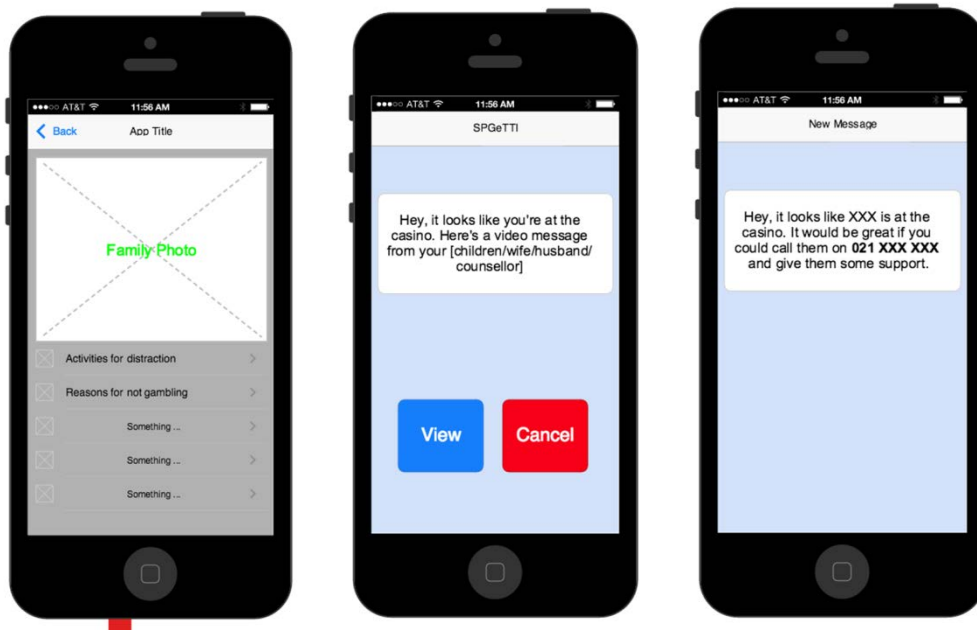 AT&T 11:56 AM
Back App Title
Family Photo
Activities for distraction
Reasons for not gambling
Something ...
Something ...
Something ...
AT&T 11:56 AM
SPGeTTI
Hey, it looks like you're at the
casino. Here's a video message
from your [children/wife/husband/
counsellor]
View Cancel
AT&T 11:56 AM
New Message
Hey, it looks like XXX is at the
casino. It would be great if you
could call them on 021 XXX XXX
and give them some support.